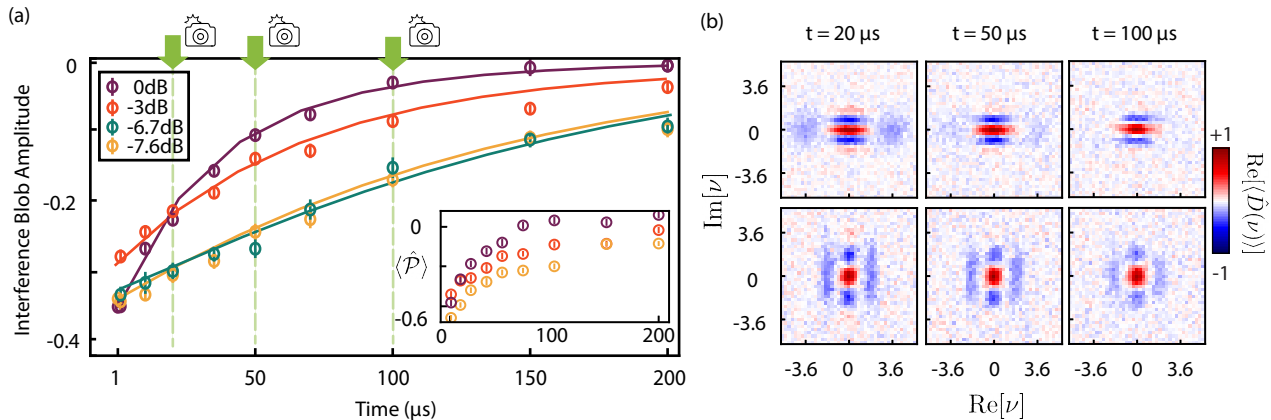 (a)
0
-0.2
-0.3
-0.4
Interference Blob Amplitude
0dB
-3dB
-6.7dB
-7.6dB
1
50
100
150
200
Time (µs)
⟨P̂⟩
0
-0.6
0
100
200
(b)
t = 20 µs
t = 50 µs
t = 100 µs
3.6
0
-3.6
3.6
0
-3.6
Im[ν]
-3.6 0 3.6
-3.6 0 3.6
-3.6 0 3.6
Re[ν]
+1
-1
Re[⟨D̂(ν)⟩]